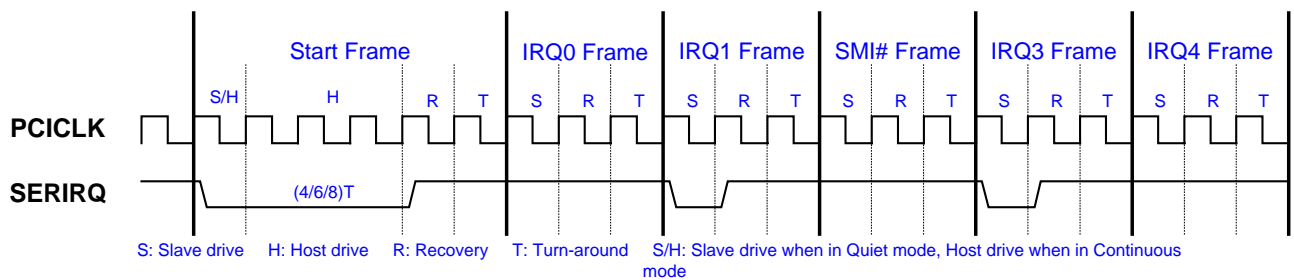 Start Frame IRQ0 Frame IRQ1 Frame SMI# Frame IRQ3 Frame IRQ4 Frame
S/H H R T S R T S R T S R T S R T S R T
PCICLK
SERIRQ
(4/6/8)T
S: Slave drive H: Host drive R: Recovery T: Turn-around S/H: Slave drive when in Quiet mode, Host drive when in Continuous
mode